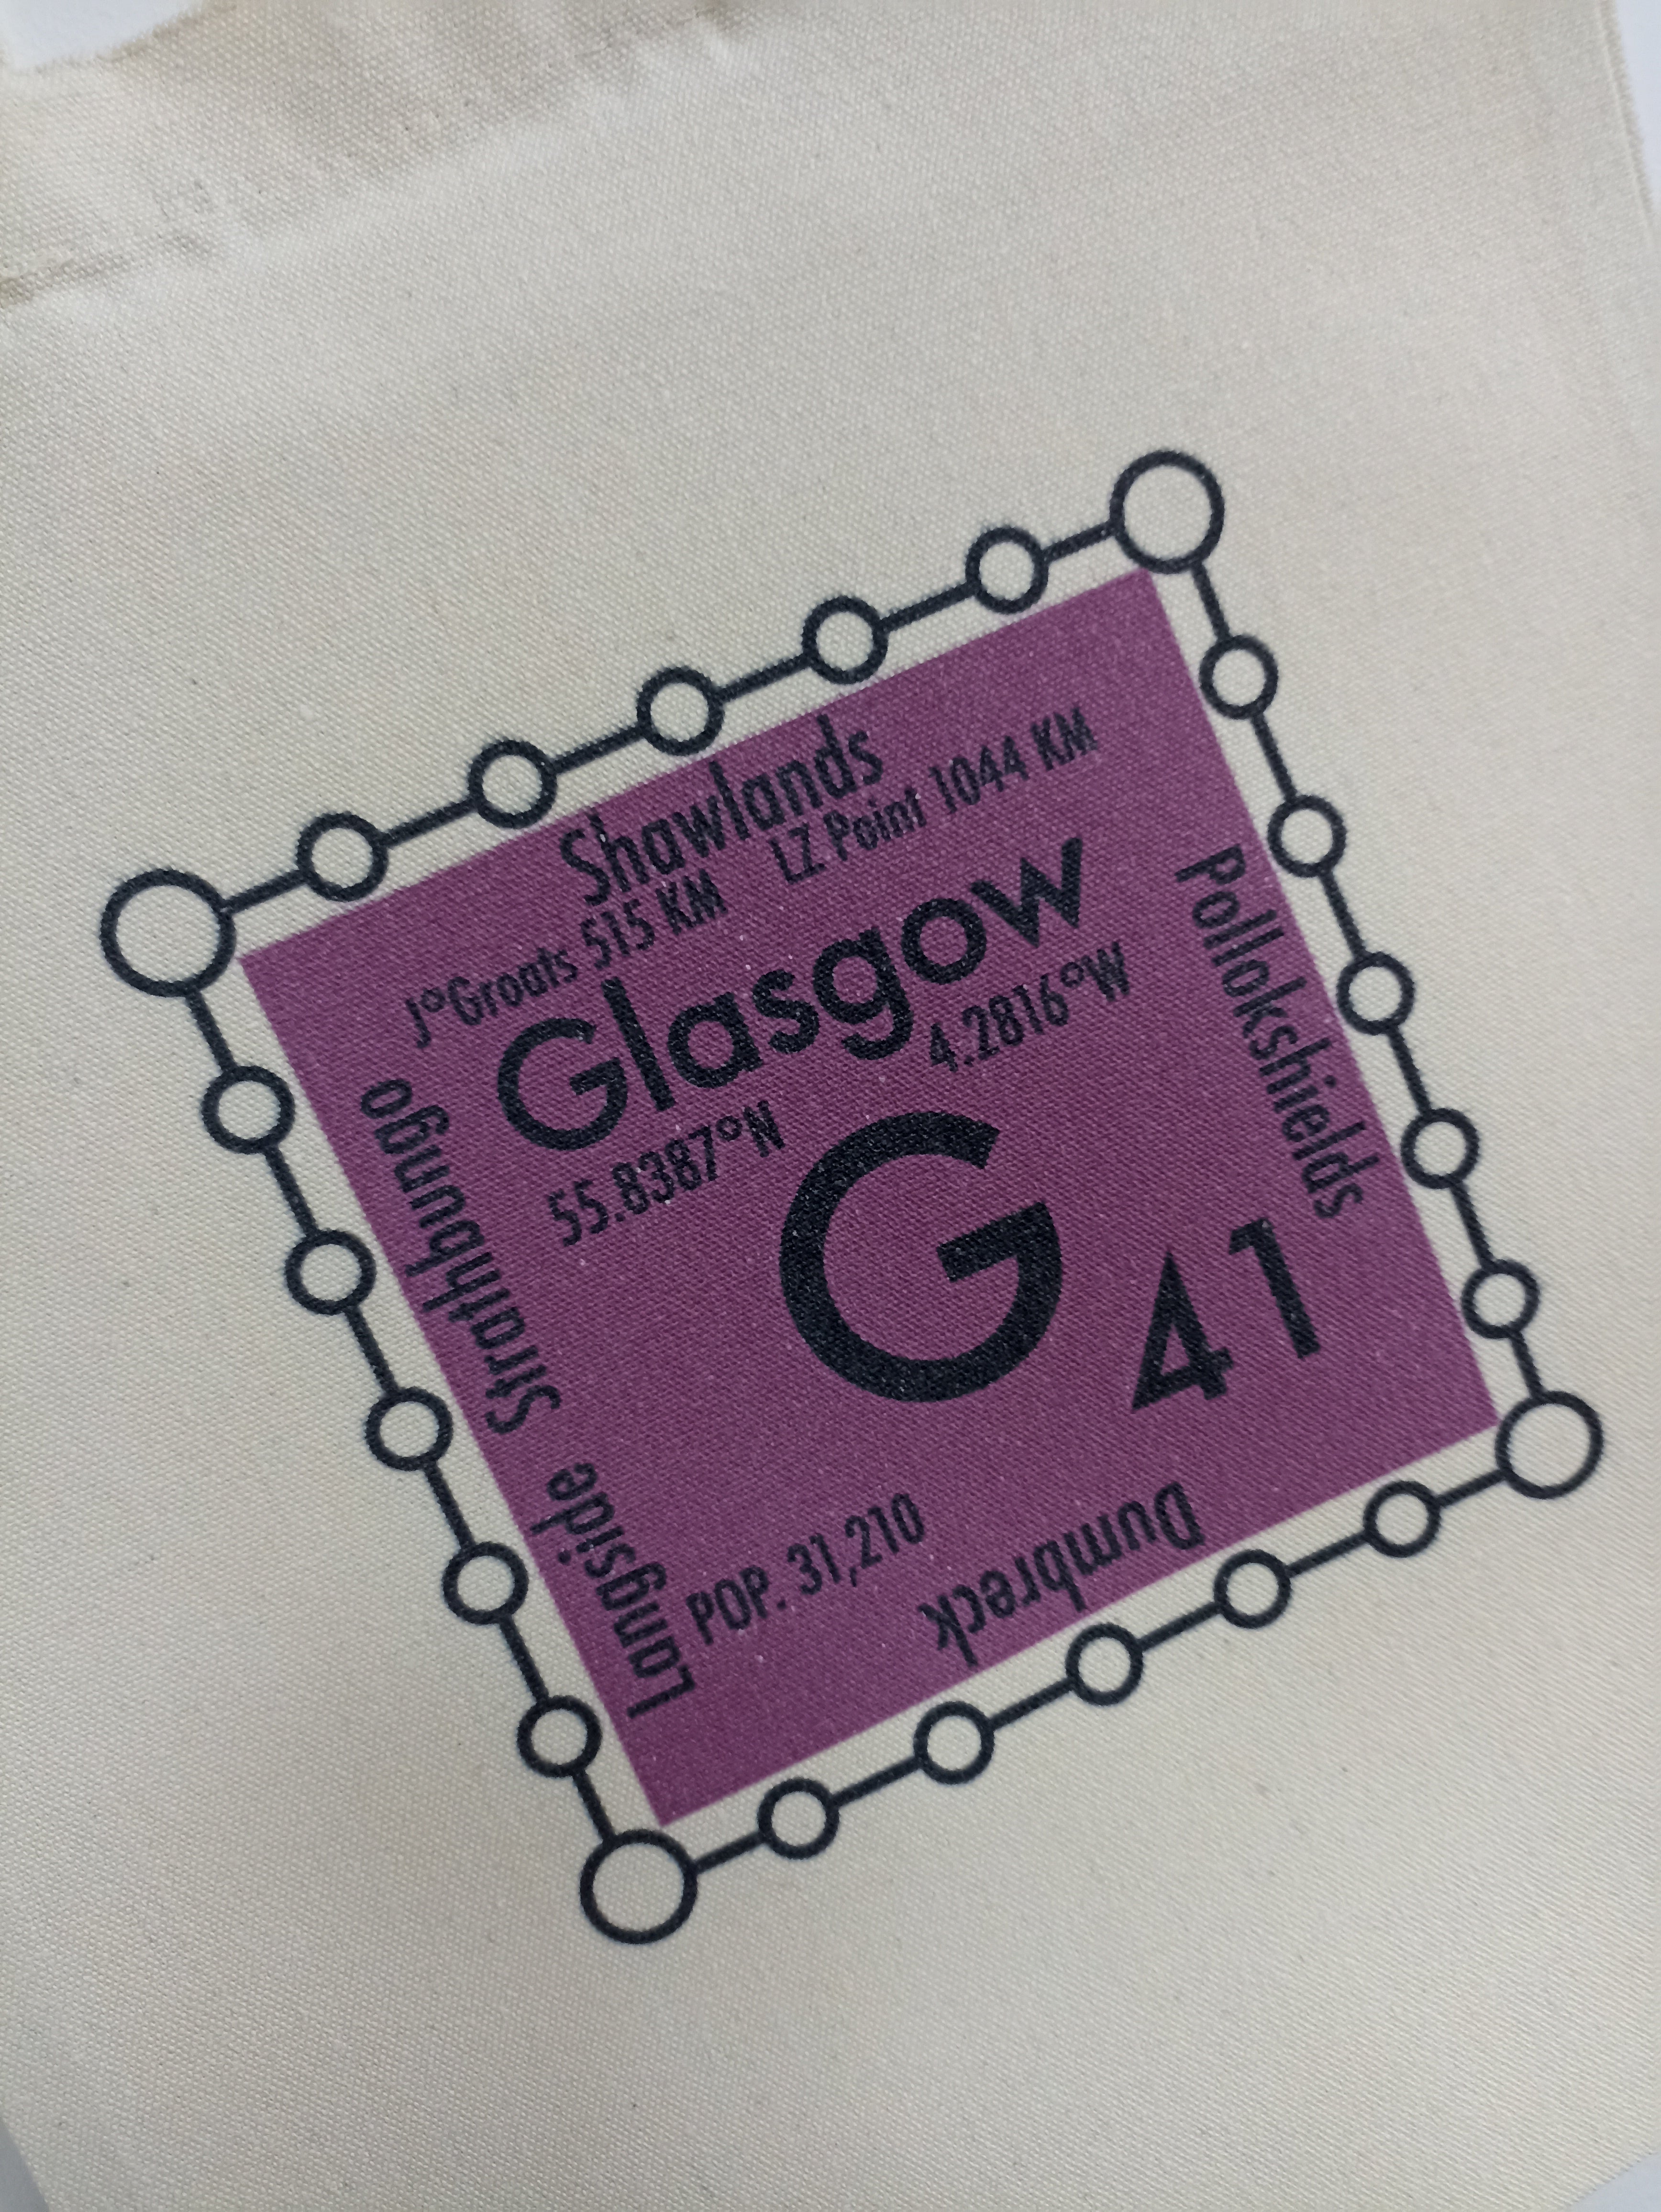 Shawlands
J°Groats 515 KM LZ Point 1044 KM
Glasgow
55.8387°N 4.2816°W
G 41
POP. 31,210
Pollokshields
Dumbreck
Langside Strathbungo